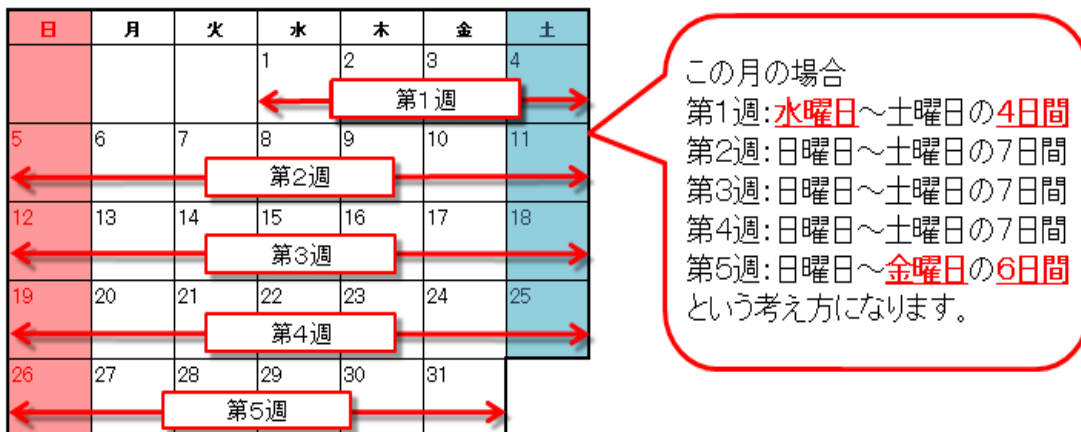 日 月 火 水 木 金 土
1 2 3 4
第1週
5 6 7 8 9 10 11
第2週
12 13 14 15 16 17 18
第3週
19 20 21 22 23 24 25
第4週
26 27 28 29 30 31
第5週
この月の場合
第1週:水曜日～土曜日の4日間
第2週:日曜日～土曜日の7日間
第3週:日曜日～土曜日の7日間
第4週:日曜日～土曜日の7日間
第5週:日曜日～金曜日の6日間
という考え方になります。